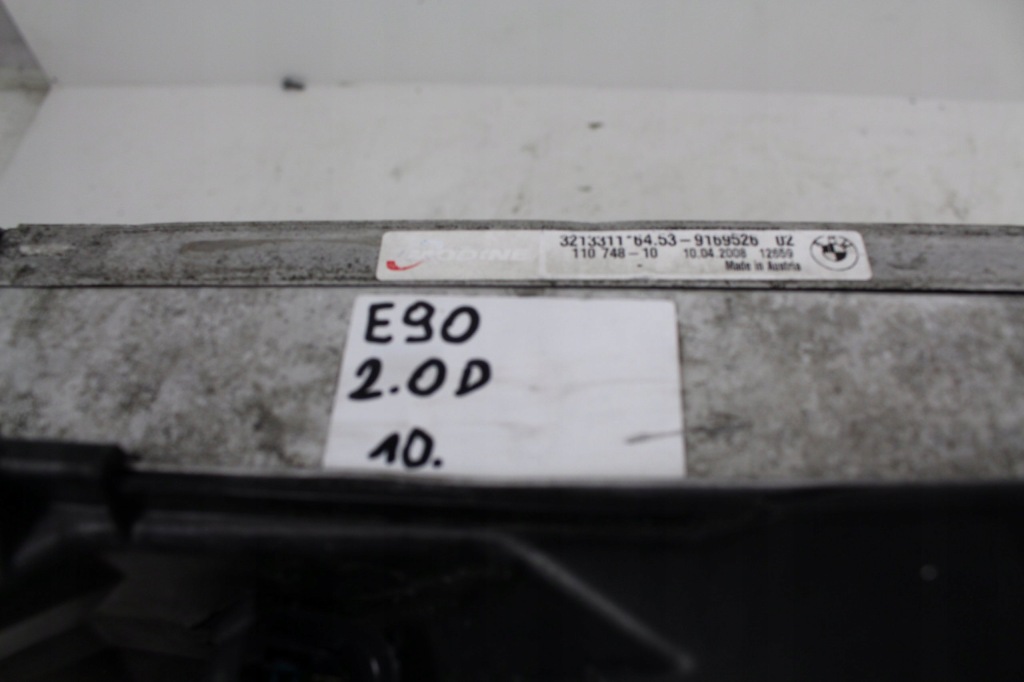 3213311*64.53-9169526 02
110 748-10 10.04.2008 12659
Made in Austria
E90
2.0D
10.